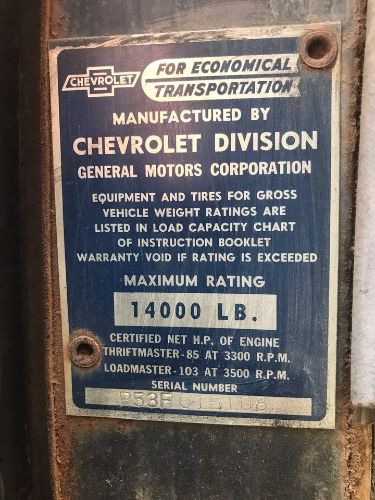 CHEVROLET
FOR ECONOMICAL
TRANSPORTATION
MANUFACTURED BY
CHEVROLET DIVISION
GENERAL MOTORS CORPORATION
EQUIPMENT AND TIRES FOR GROSS
VEHICLE WEIGHT RATINGS ARE
LISTED IN LOAD CAPACITY CHART
OF INSTRUCTION BOOKLET
WARRANTY VOID IF RATING IS EXCEEDED
MAXIMUM RATING
14000 LB.
CERTIFIED NET H.P. OF ENGINE
THRIFTMASTER-85 AT 3300 R.P.M.
LOADMASTER-103 AT 3500 R.P.M.
SERIAL NUMBER